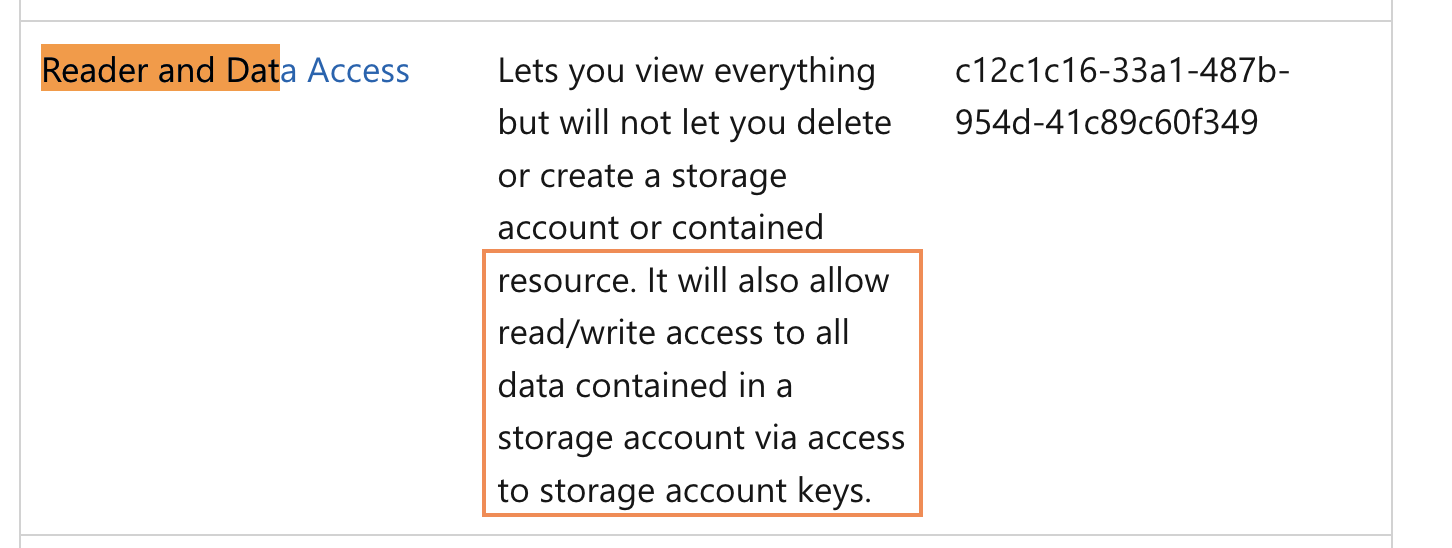 Reader and Data Access
Lets you view everything
but will not let you delete
or create a storage
account or contained
resource. It will also allow
read/write access to all
data contained in a
storage account via access
to storage account keys.
c12c1c16-33a1-487b-
954d-41c89c60f349